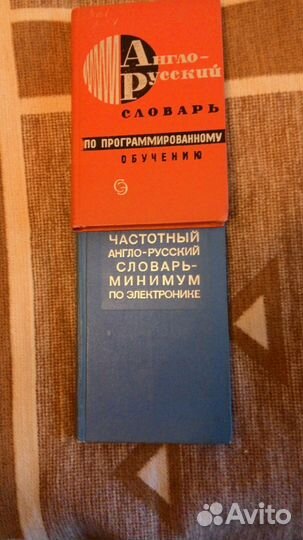 Англо-
Русский
СЛОВАРЬ
ПО ПРОГРАММИРОВАННОМУ
ОБУЧЕНИЮ
ЧАСТОТНЫЙ
АНГЛО-РУССКИЙ
СЛОВАРЬ-
МИНИМУМ
ПО ЭЛЕКТРОНИКЕ
Avito